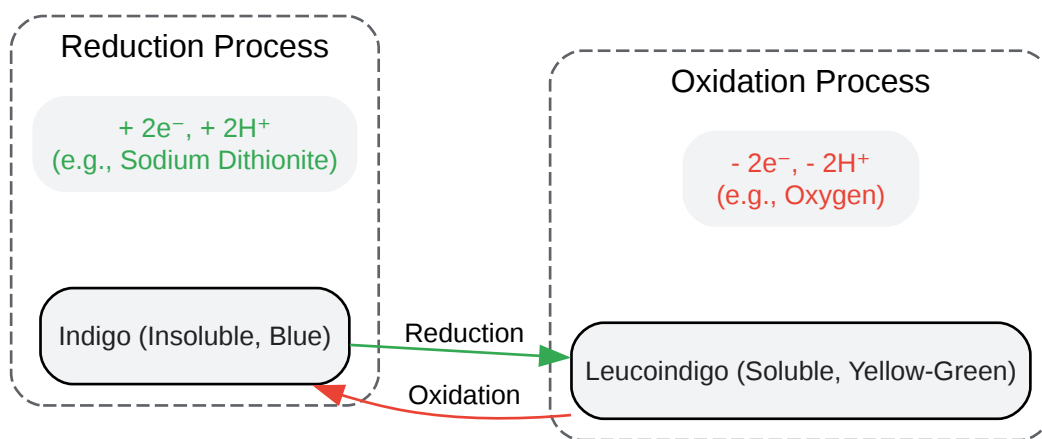 Reduction Process
+ 2e⁻, + 2H⁺
(e.g., Sodium Dithionite)
Indigo (Insoluble, Blue)
Oxidation Process
- 2e⁻, - 2H⁺
(e.g., Oxygen)
Leucoindigo (Soluble, Yellow-Green)
Reduction
Oxidation